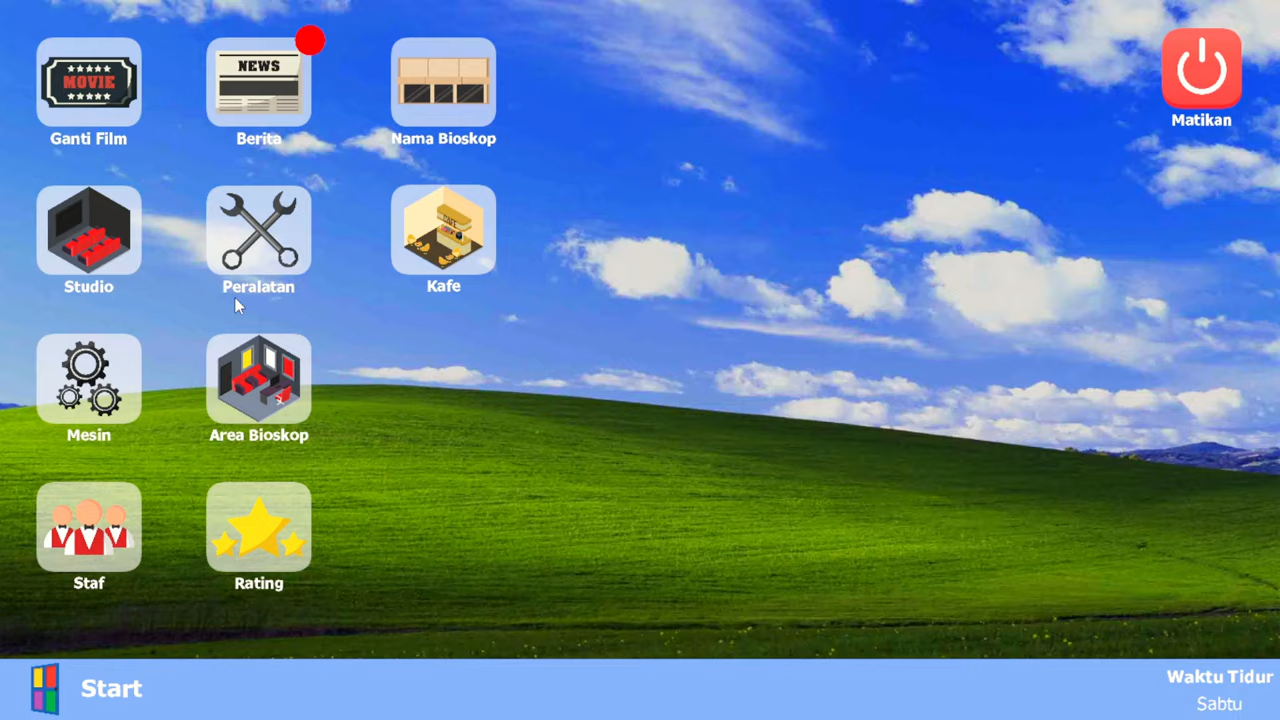 MOVIE
Ganti Film
NEWS
Berita
Nama Bioskop
Matikan
Studio
Peralatan
CAFE
Kafe
Mesin
Area Bioskop
Staf
Rating
Start
Waktu Tidur
Sabtu